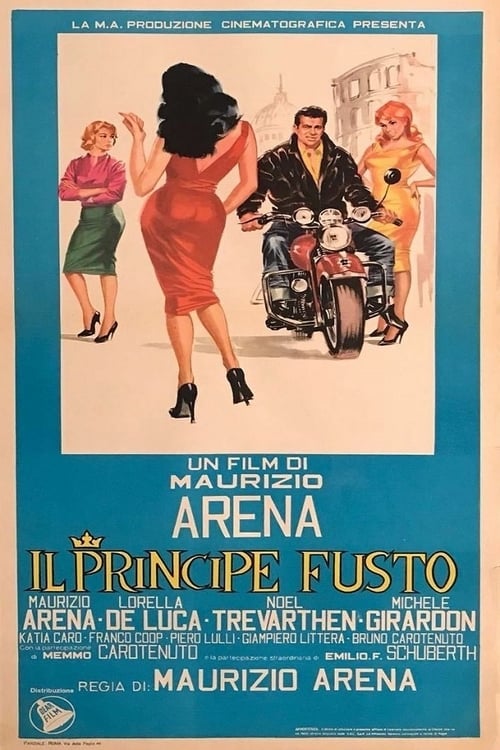 LA M.A. PRODUZIONE CINEMATOGRAFICA PRESENTA
UN FILM DI
MAURIZIO
ARENA
IL PRINCIPE FUSTO
MAURIZIO LORELLA NOEL MICHELE
ARENA · DE LUCA · TREVARTHEN · GIRARDON
KATIA CARO · FRANCO COOP · PIERO LULLI · GIAMPIERO LITTERA · BRUNO CAROTENUTO
Con la partecipazione di MEMMO CAROTENUTO e la partecipazione straordinaria di EMILIO. F. SCHUBERTH
Distribuzione
DEAR FILM
REGIA DI: MAURIZIO ARENA